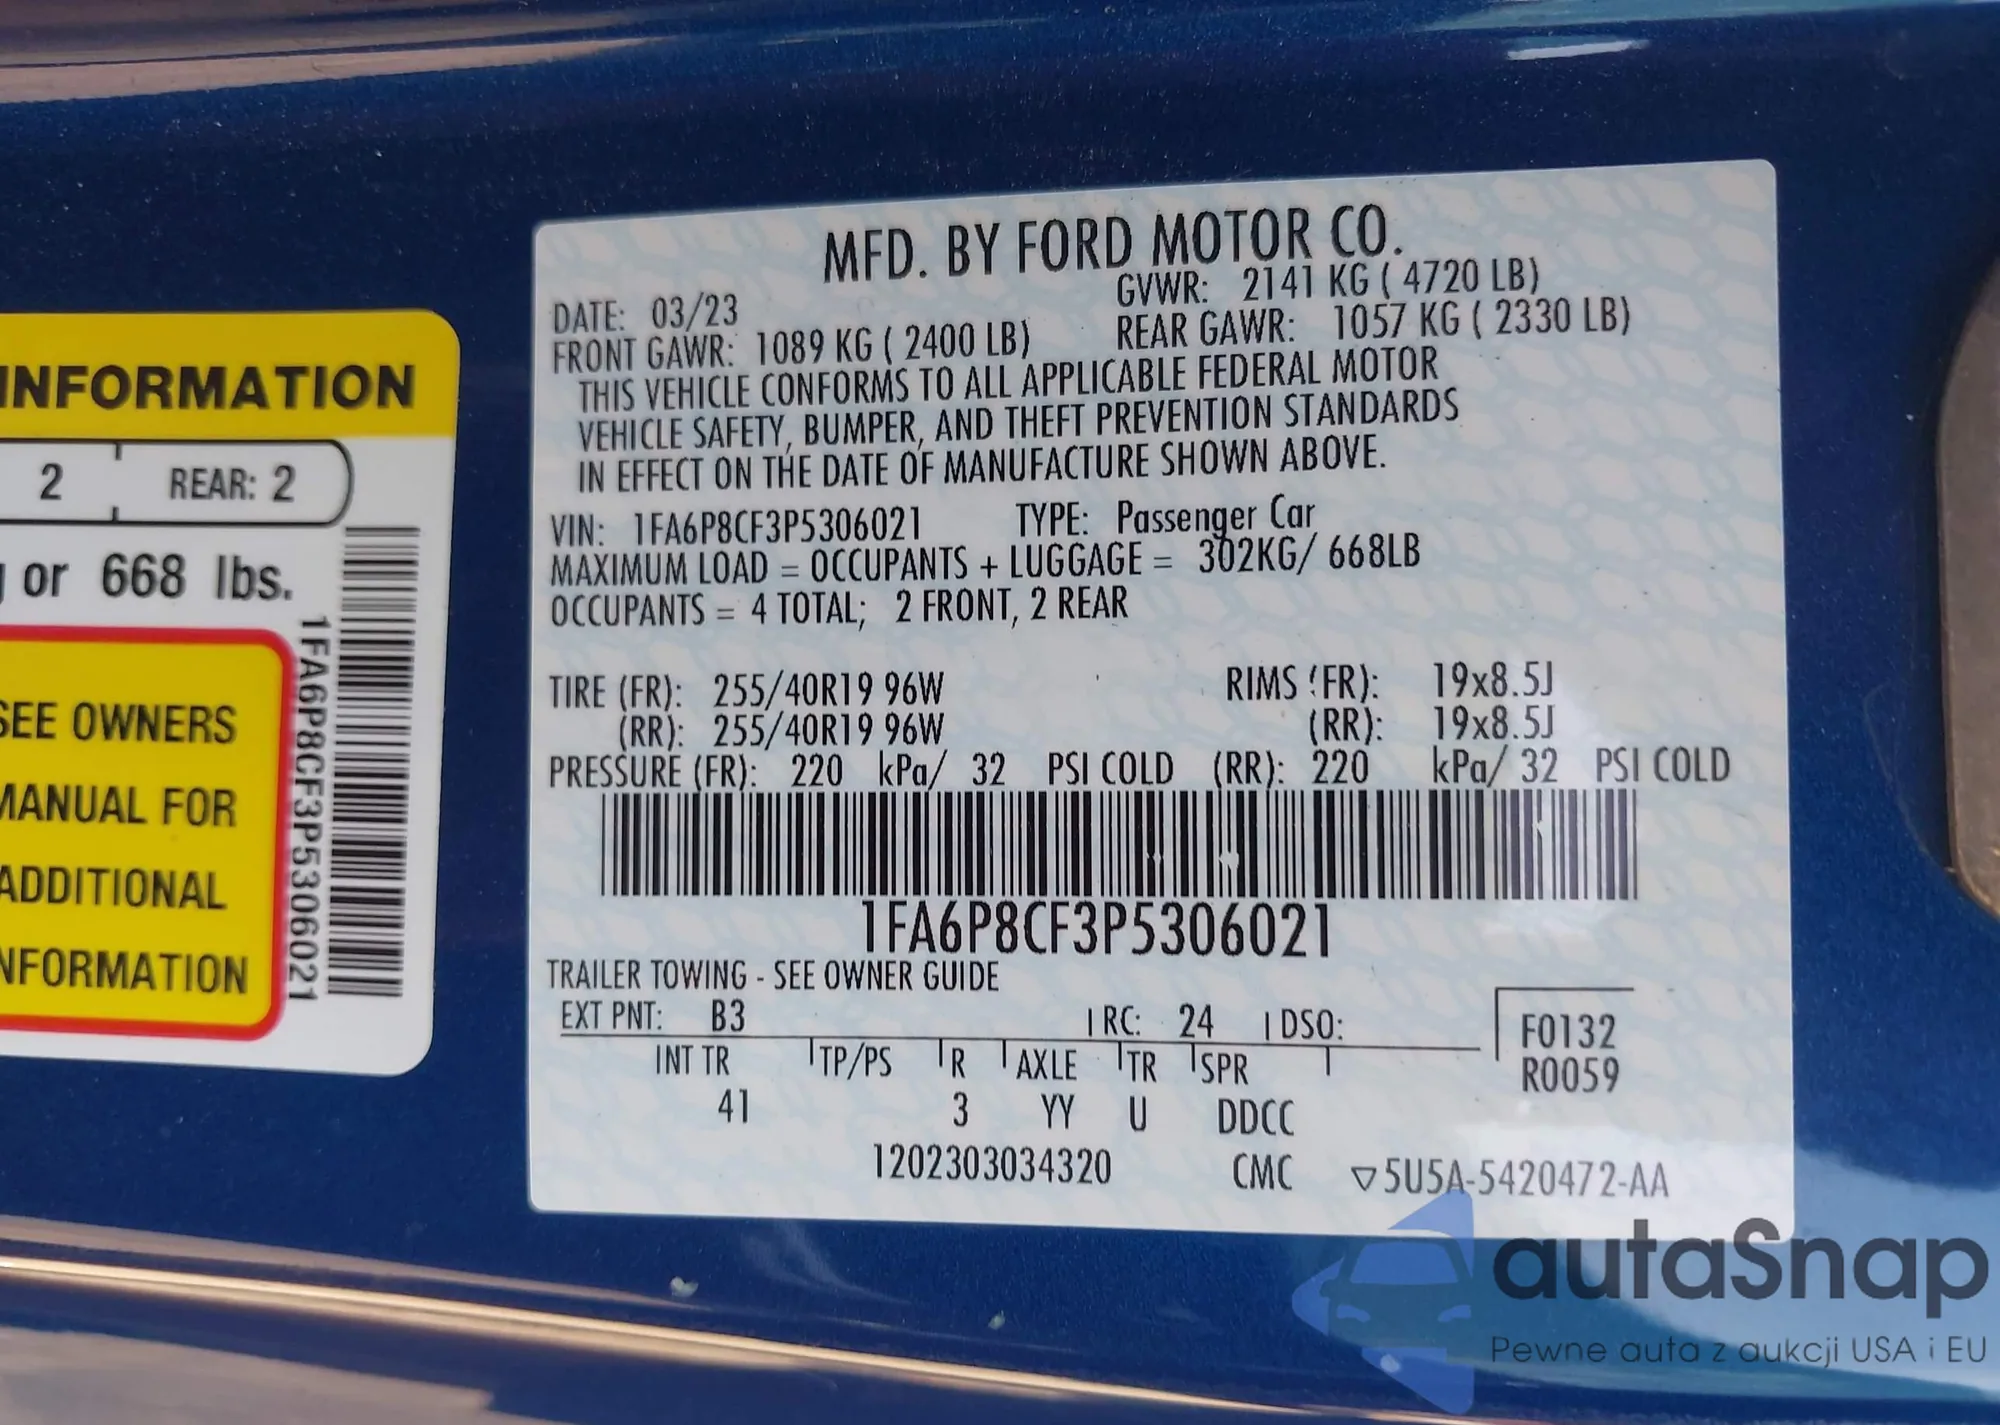 INFORMATION
2 REAR: 2
or 668 lbs.
SEE OWNERS
MANUAL FOR
ADDITIONAL
INFORMATION
1FA6P8CF3P5306021
MFD. BY FORD MOTOR CO.
DATE: 03/23 GVWR: 2141 KG ( 4720 LB)
FRONT GAWR: 1089 KG ( 2400 LB) REAR GAWR: 1057 KG ( 2330 LB)
THIS VEHICLE CONFORMS TO ALL APPLICABLE FEDERAL MOTOR
VEHICLE SAFETY, BUMPER, AND THEFT PREVENTION STANDARDS
IN EFFECT ON THE DATE OF MANUFACTURE SHOWN ABOVE.
VIN: 1FA6P8CF3P5306021 TYPE: Passenger Car
MAXIMUM LOAD = OCCUPANTS + LUGGAGE = 302KG/ 668LB
OCCUPANTS = 4 TOTAL; 2 FRONT, 2 REAR
TIRE (FR): 255/40R19 96W RIMS (FR): 19x8.5J
(RR): 255/40R19 96W (RR): 19x8.5J
PRESSURE (FR): 220 kPa/ 32 PSI COLD (RR): 220 kPa/ 32 PSI COLD
1FA6P8CF3P5306021
TRAILER TOWING - SEE OWNER GUIDE
EXT PNT: B3 RC: 24 DSO: F0132
INT TR TP/PS R AXLE TR SPR R0059
41 3 YY U DDCC
1202303034320 CMC ▽5U5A-5420472-AA
autaSnap
Pewne auta z aukcji USA i EU